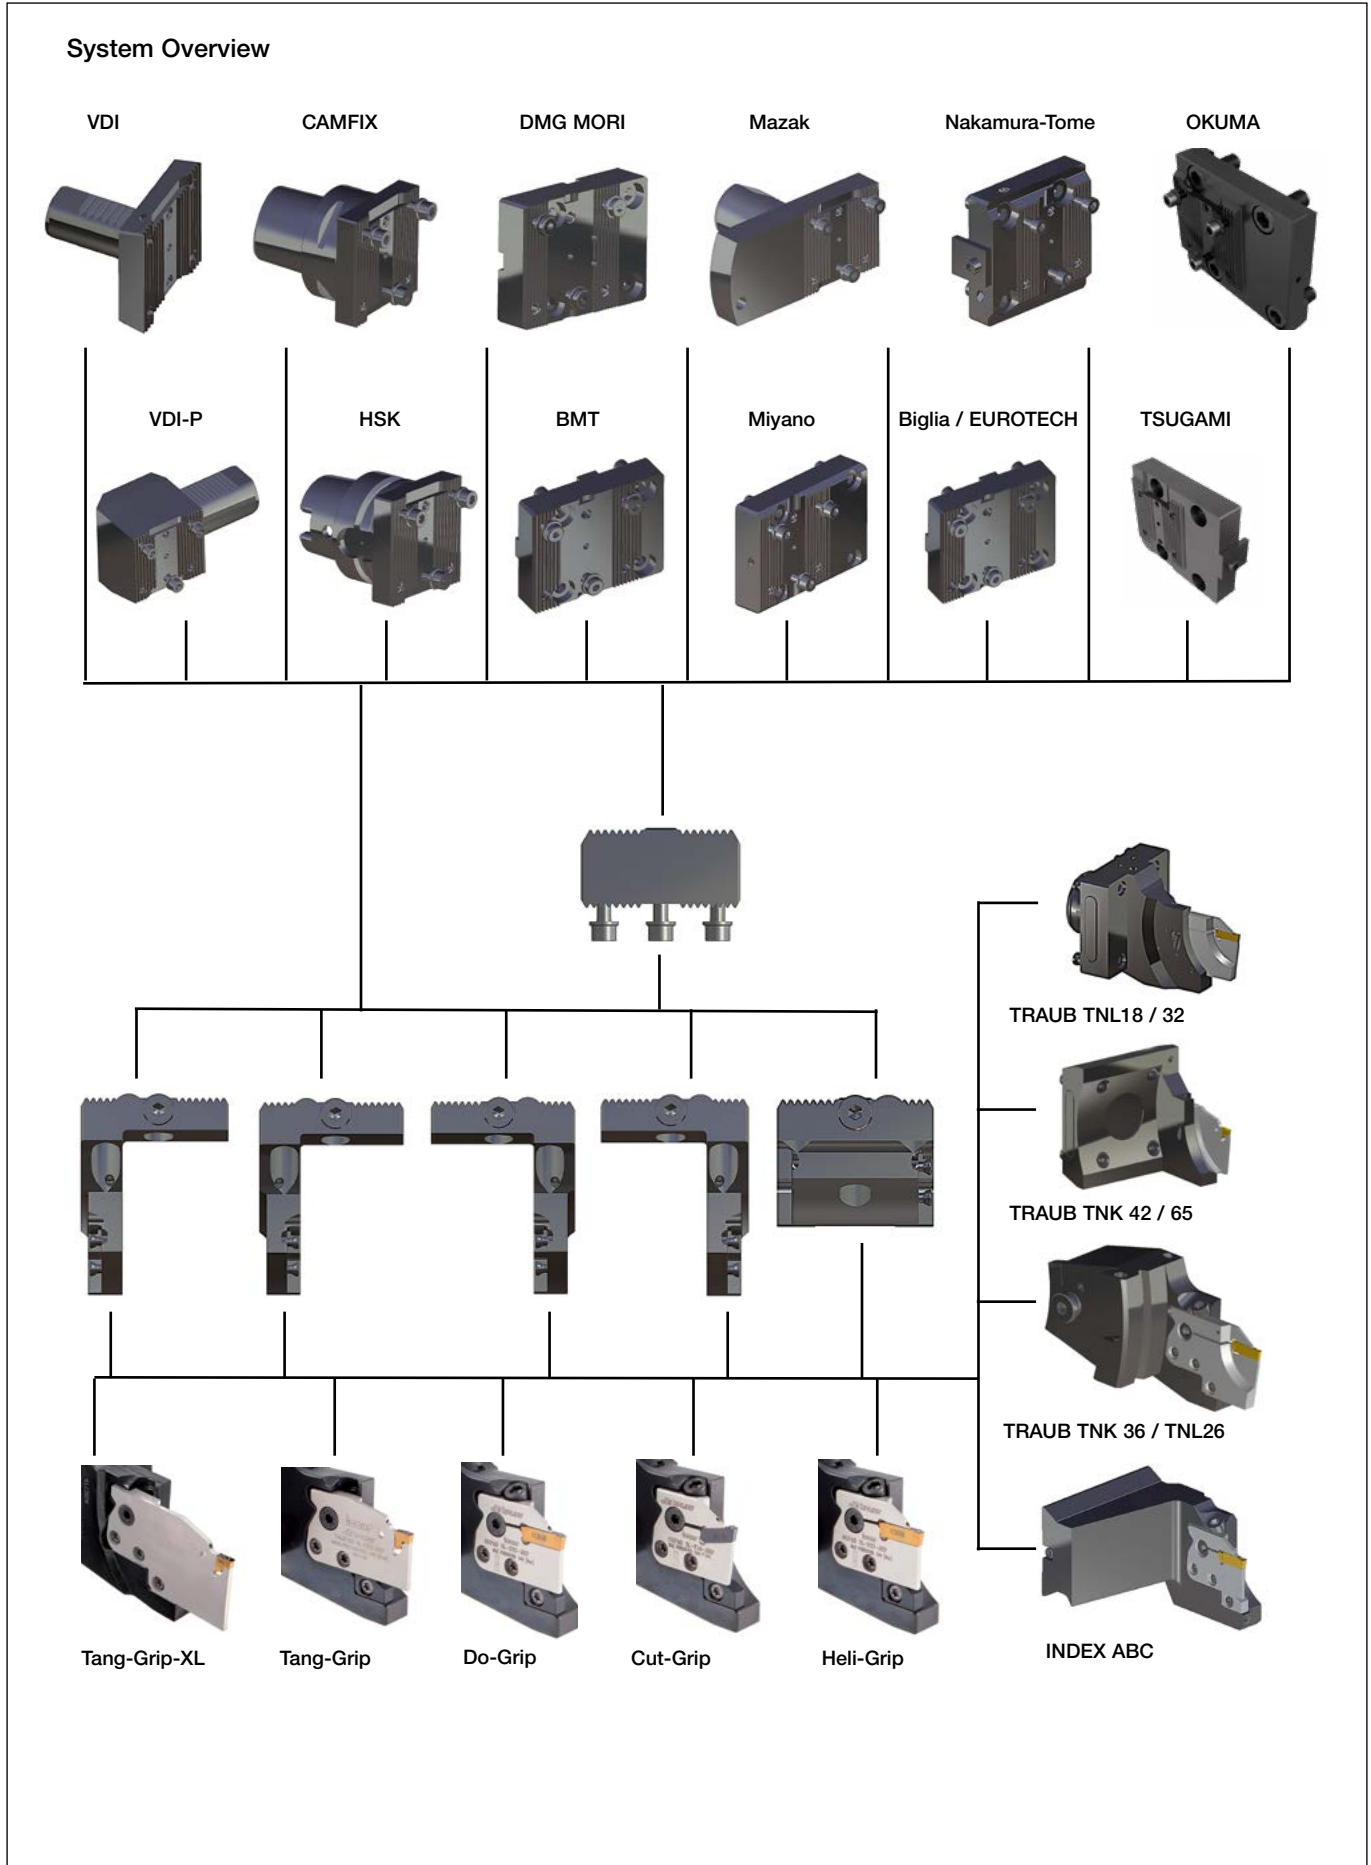 System Overview
VDI
CAMFIX
DMG MORI
Mazak
Nakamura-Tome
OKUMA
VDI-P
HSK
BMT
Miyano
Biglia / EUROTECH
TSUGAMI
TRAUB TNL18 / 32
TRAUB TNK 42 / 65
TRAUB TNK 36 / TNL26
Tang-Grip-XL
Tang-Grip
Do-Grip
Cut-Grip
Heli-Grip
INDEX ABC